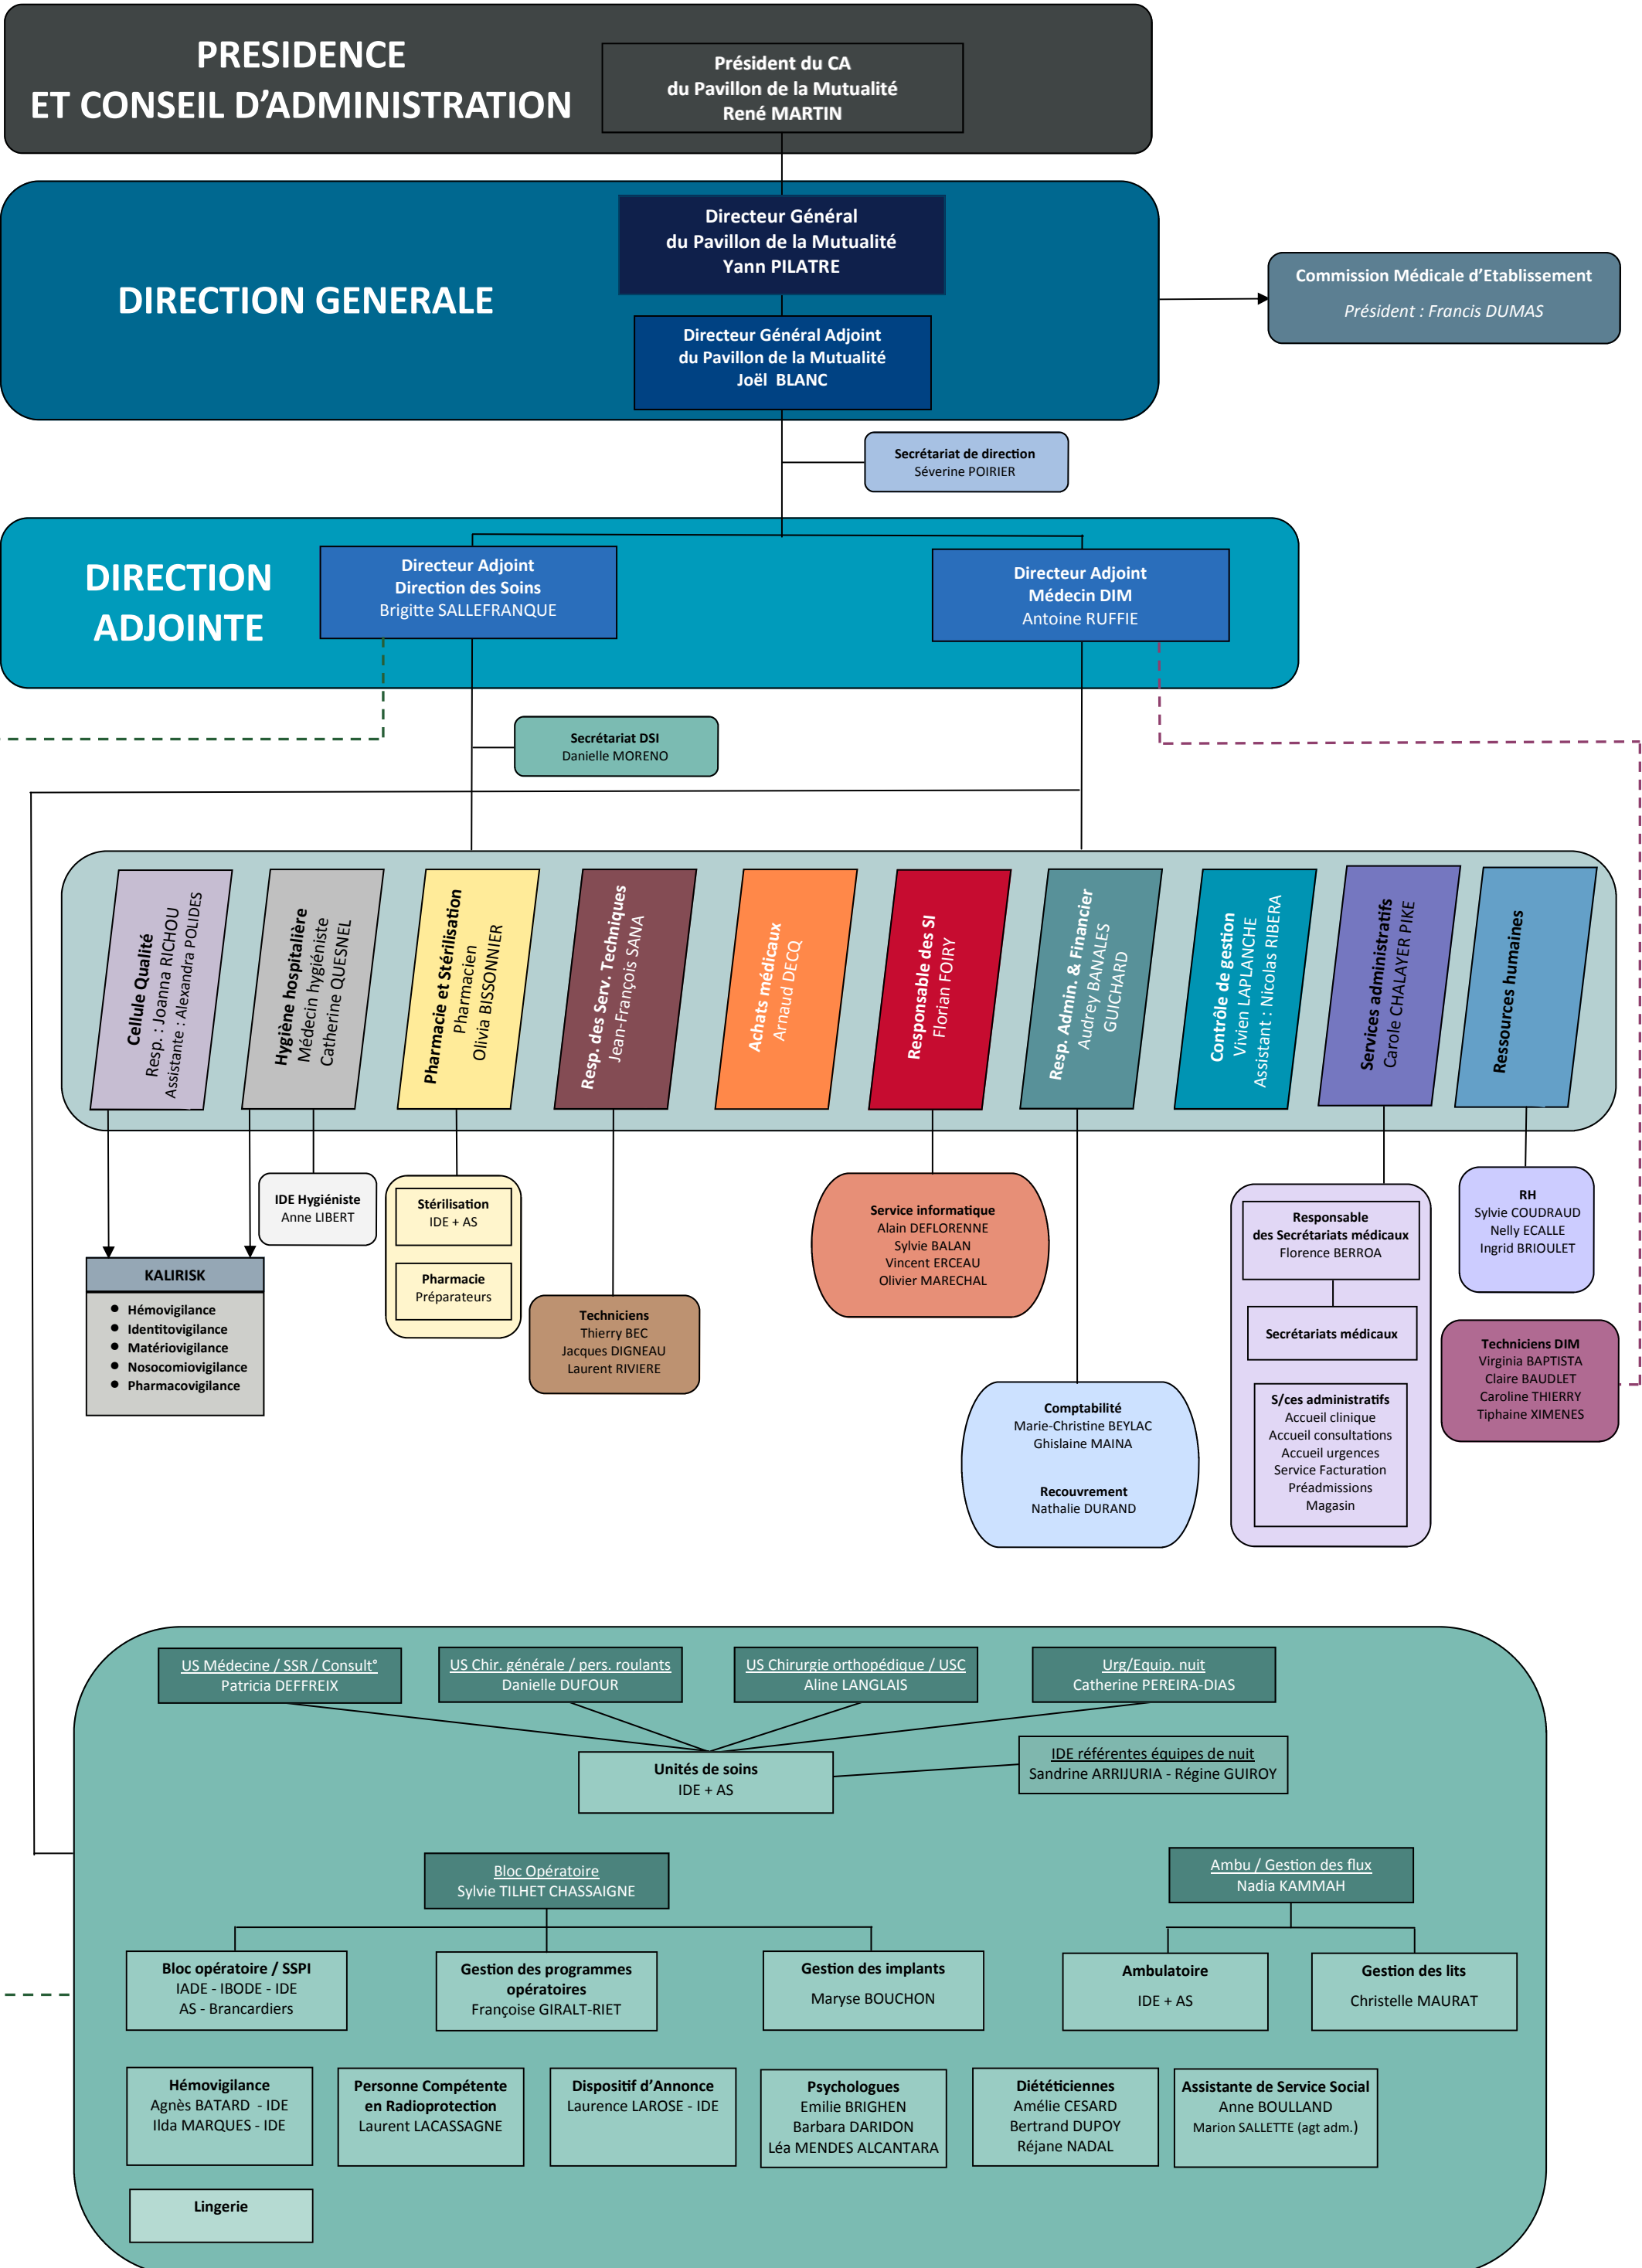 PRESIDENCE
ET CONSEIL D’ADMINISTRATION
Président du CA
du Pavillon de la Mutualité
René MARTIN
DIRECTION GENERALE
Directeur Général
du Pavillon de la Mutualité
Yann PILATRE
Directeur Général Adjoint
du Pavillon de la Mutualité
Joël BLANC
Commission Médicale d’Etablissement
Président : Francis DUMAS
Secrétariat de direction
Séverine POIRIER
DIRECTION
ADJOINTE
Directeur Adjoint
Direction des Soins
Brigitte SALLEFRANQUE
Directeur Adjoint
Médecin DIM
Antoine RUFFIE
Secrétariat DSI
Danielle MORENO
Cellule Qualité
Resp. : Joanna RICHOU
Assistante : Alexandra POLIDES
Hygiène hospitalière
Médecin hygiéniste
Catherine QUESNEL
Pharmacie et Stérilisation
Pharmacien
Olivia BISSONNIER
Resp. des Serv. Techniques
Jean-François SANA
Achats médicaux
Arnaud DECQ
Responsable des SI
Florian FOIRY
Resp. Admin. & Financier
Audrey BANALES
GUICHARD
Contrôle de gestion
Vivien LAPLANCHE
Assistant : Nicolas RIBERA
Services administratifs
Carole CHALAYER PIKE
Ressources humaines
IDE Hygiéniste
Anne LIBERT
KALIRISK
• Hémovigilance
• Identitovigilance
• Matériovigilance
• Nosocomiovigilance
• Pharmacovigilance
Stérilisation
IDE + AS
Pharmacie
Préparateurs
Techniciens
Thierry BEC
Jacques DIGNEAU
Laurent RIVIERE
Service informatique
Alain DEFLORENNE
Sylvie BALAN
Vincent ERCEAU
Olivier MARECHAL
Comptabilité
Marie-Christine BEYLAC
Ghislaine MAINA
Recouvrement
Nathalie DURAND
Responsable
des Secrétariats médicaux
Florence BERROA
Secrétariats médicaux
S/ces administratifs
Accueil clinique
Accueil consultations
Accueil urgences
Service Facturation
Préadmissions
Magasin
RH
Sylvie COUDRAUD
Nelly ECALLE
Ingrid BRIOULET
Techniciens DIM
Virginia BAPTISTA
Claire BAUDLET
Caroline THIERRY
Tiphaine XIMENES
US Médecine / SSR / Consult°
Patricia DEFFREIX
US Chir. générale / pers. roulants
Danielle DUFOUR
US Chirurgie orthopédique / USC
Aline LANGLAIS
Urg/Equip. nuit
Catherine PEREIRA-DIAS
Unités de soins
IDE + AS
IDE référentes équipes de nuit
Sandrine ARRIJURIA - Régine GUIROY
Bloc Opératoire
Sylvie TILHET CHASSAIGNE
Ambu / Gestion des flux
Nadia KAMMAH
Bloc opératoire / SSPI
IADE - IBODE - IDE
AS - Brancardiers
Gestion des programmes
opératoires
Françoise GIRALT-RIET
Gestion des implants
Maryse BOUCHON
Ambulatoire
IDE + AS
Gestion des lits
Christelle MAURAT
Hémovigilance
Agnès BATARD - IDE
Ilda MARQUES - IDE
Personne Compétente
en Radioprotection
Laurent LACASSAGNE
Dispositif d’Annonce
Laurence LAROSE - IDE
Psychologues
Emilie BRIGHEN
Barbara DARIDON
Léa MENDES ALCANTARA
Diététiciennes
Amélie CESARD
Bertrand DUPOY
Réjane NADAL
Assistante de Service Social
Anne BOULLAND
Marion SALLETTE (agt adm.)
Lingerie